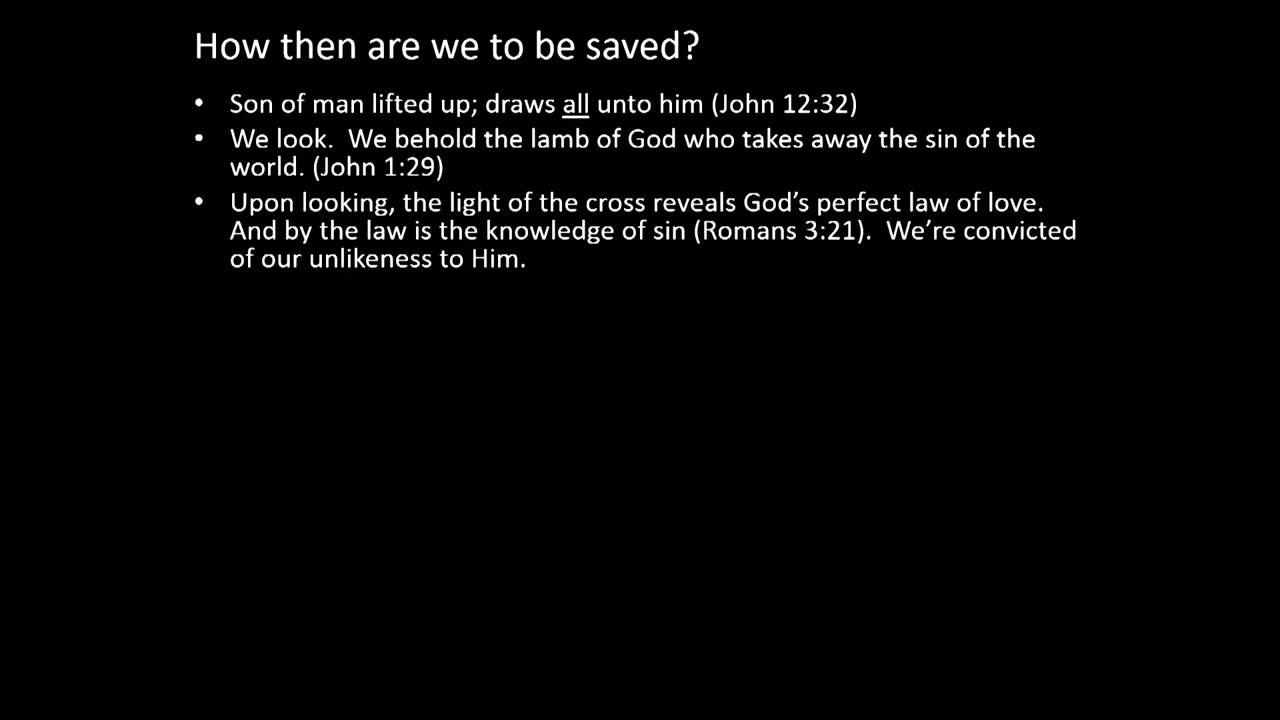 How then are we to be saved?
• Son of man lifted up; draws all unto him (John 12:32)
• We look.  We behold the lamb of God who takes away the sin of the
world. (John 1:29)
• Upon looking, the light of the cross reveals God’s perfect law of love.
And by the law is the knowledge of sin (Romans 3:21).  We’re convicted
of our unlikeness to Him.